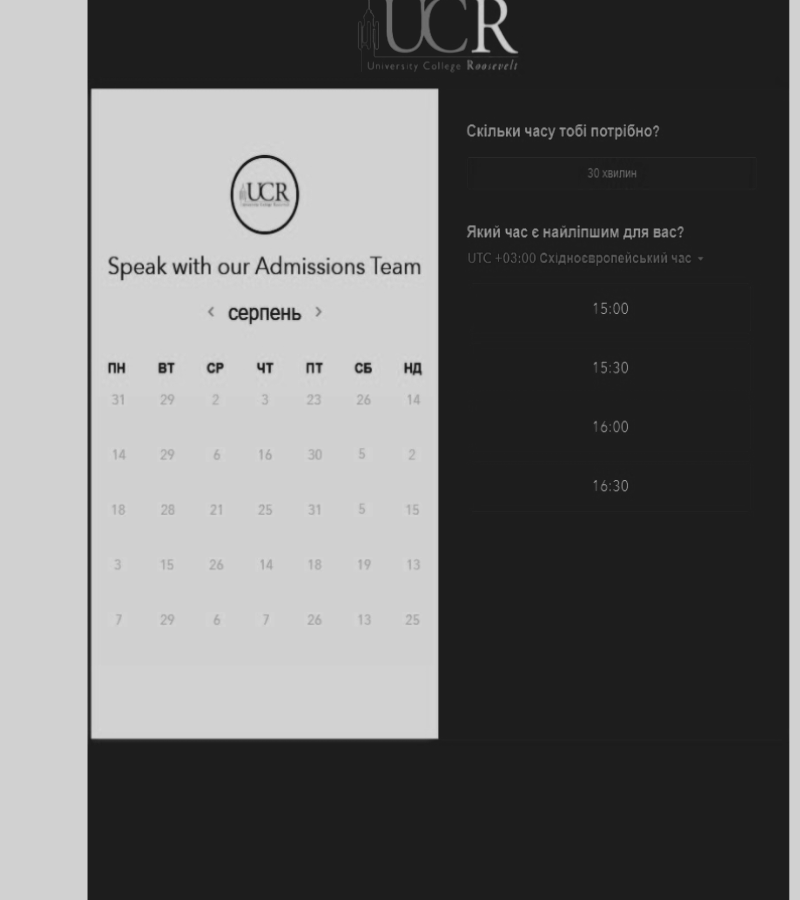 UCR
University College Roosevelt
UCR
Speak with our Admissions Team
< серпень >
ПН ВТ СР ЧТ ПТ СБ НД
31 29 2 3 23 26 14
14 29 6 16 30 5 2
18 28 21 25 31 5 15
3 15 26 14 18 19 13
7 29 6 7 26 13 25
Скільки часу тобі потрібно?
30 хвилин
Який час є найліпшим для вас?
UTC +03:00 Східноєвропейський час
15:00
15:30
16:00
16:30